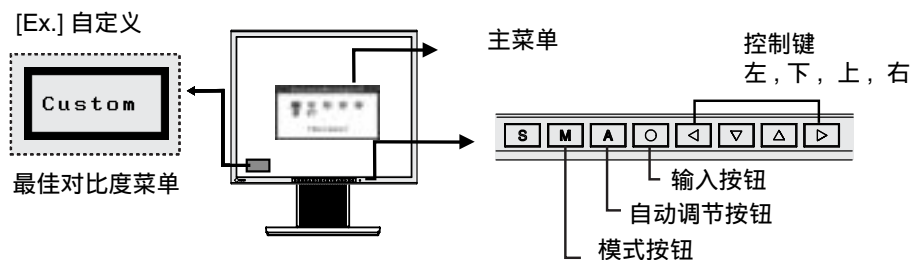 [Ex.] 自定义
Custom
最佳对比度菜单
主菜单
控制键
左 , 下 , 上 , 右
S M A
输入按钮
自动调节按钮
模式按钮